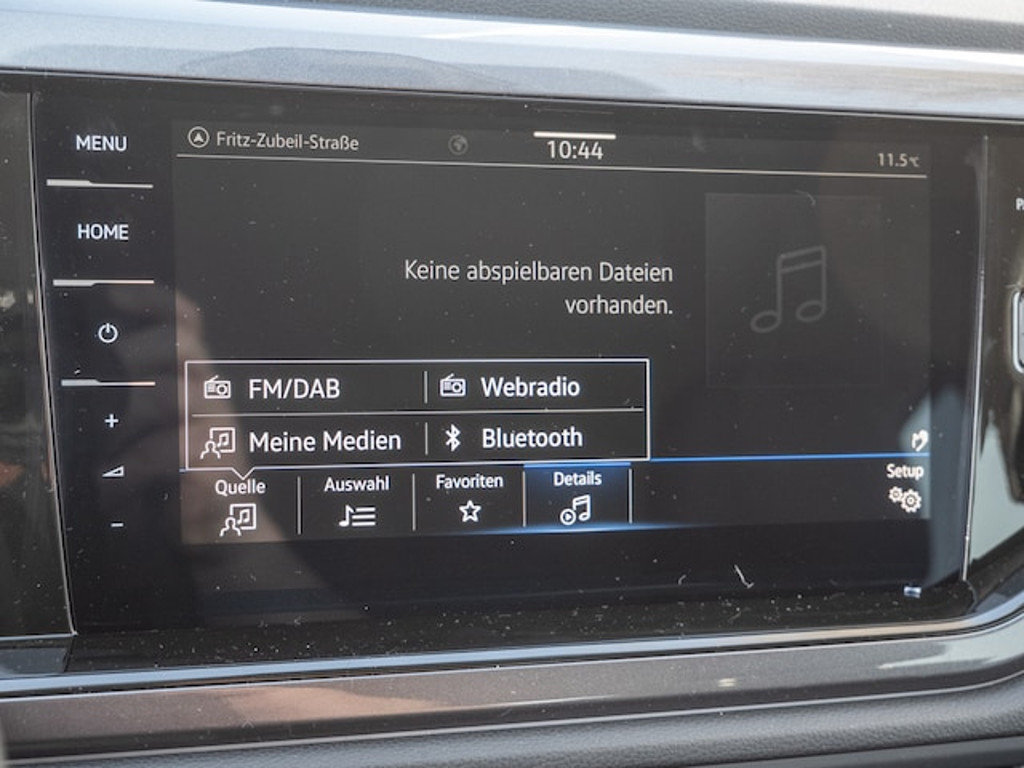 MENU
HOME
+
−
Fritz-Zubeil-Straße
10:44
11.5°C
Keine abspielbaren Dateien
vorhanden.
FM/DAB
Webradio
Meine Medien
Bluetooth
Quelle
Auswahl
Favoriten
Details
Setup